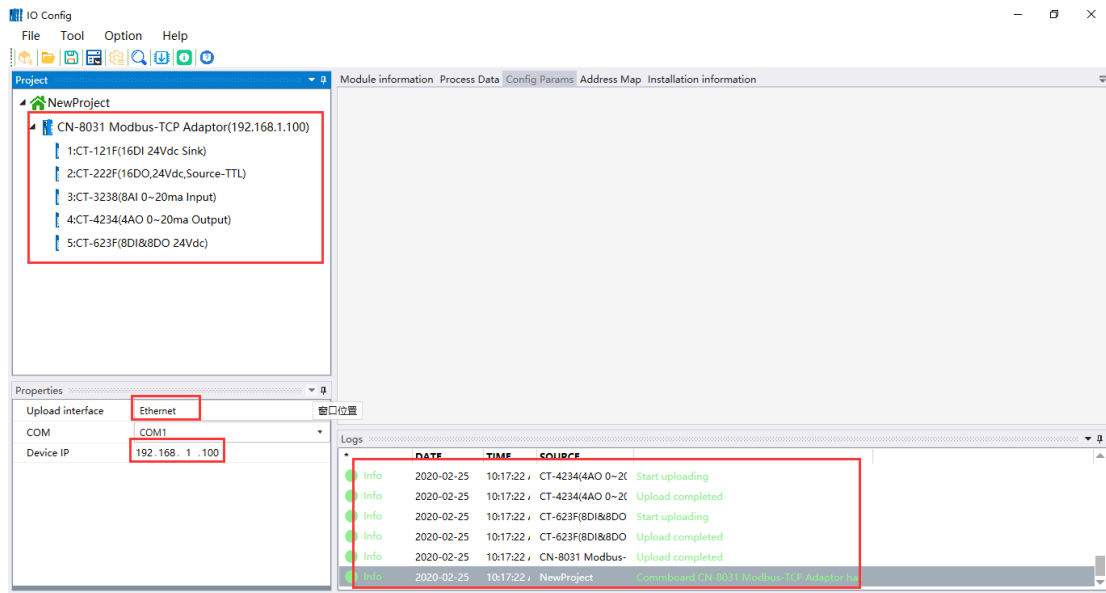 IO Config
File Tool Option Help
Project
NewProject
CN-8031 Modbus-TCP Adaptor(192.168.1.100)
1:CT-121F(16DI 24Vdc Sink)
2:CT-222F(16DO,24Vdc,Source-TTL)
3:CT-3238(8AI 0~20ma Input)
4:CT-4234(4AO 0~20ma Output)
5:CT-623F(8DI&8DO 24Vdc)
Properties
Upload interface Ethernet
COM COM1
Device IP 192.168. 1 .100
Module information Process Data Config Params Address Map Installation information
窗口位置
Logs
* DATE TIME SOURCE
Info 2020-02-25 10:17:22 CT-4234(4AO 0~20 Start uploading
Info 2020-02-25 10:17:22 CT-4234(4AO 0~20 Upload completed
Info 2020-02-25 10:17:22 CT-623F(8DI&8DO Start uploading
Info 2020-02-25 10:17:22 CT-623F(8DI&8DO Upload completed
Info 2020-02-25 10:17:22 CN-8031 Modbus- Upload completed
Info 2020-02-25 10:17:22 NewProject Commboard CN-8031 Modbus-TCP Adaptor ha